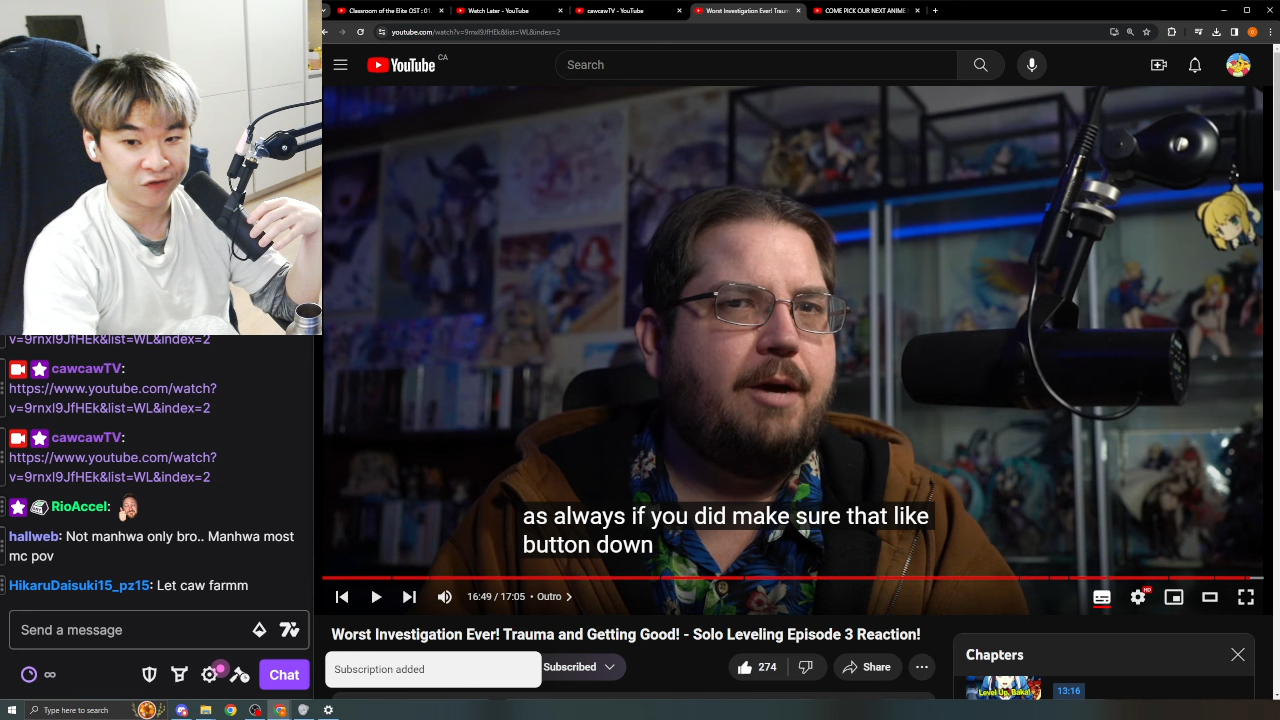 Classroom of the Elite OST : 01.
Watch Later - YouTube
cawcawTV - YouTube
Worst Investigation Ever! Traum
COME PICK OUR NEXT ANIME
youtube.com/watch?v=9rnxl9JfHEk&list=WL&index=2
YouTube CA
Search
v=9rnxl9JfHEk&list=WL&index=2
cawcawTV:
https://www.youtube.com/watch?
v=9rnxl9JfHEk&list=WL&index=2
cawcawTV:
https://www.youtube.com/watch?
v=9rnxl9JfHEk&list=WL&index=2
RioAccel:
hallweb: Not manhwa only bro.. Manhwa most
mc pov
HikaruDaisuki15_pz15: Let caw farmm
Send a message
Chat
as always if you did make sure that like
button down
16:49 / 17:05 • Outro
HD
Worst Investigation Ever! Trauma and Getting Good! - Solo Leveling Episode 3 Reaction!
Subscription added
Subscribed
274
Share
Chapters
Level Up, Baka!
13:16
Type here to search